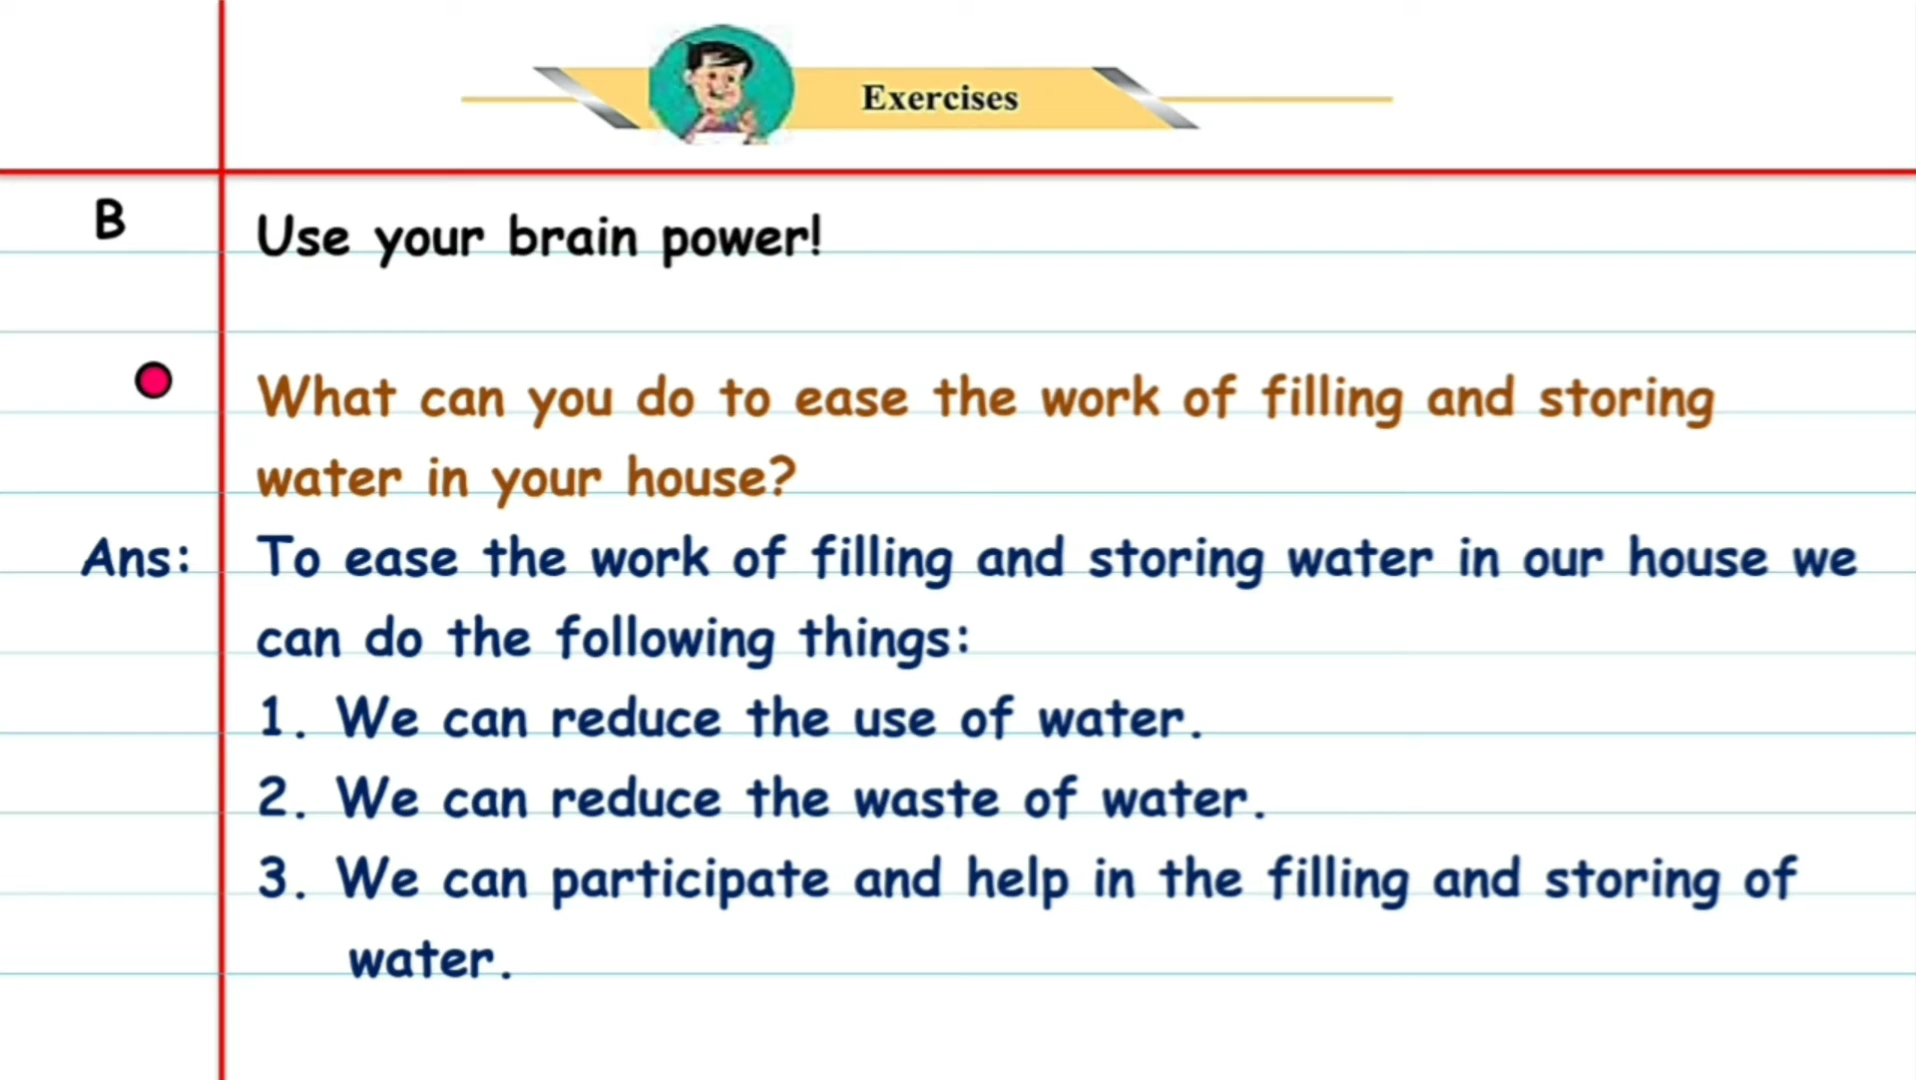 Exercises
B Use your brain power!
What can you do to ease the work of filling and storing
water in your house?
Ans: To ease the work of filling and storing water in our house we
can do the following things:
1. We can reduce the use of water.
2. We can reduce the waste of water.
3. We can participate and help in the filling and storing of
water.